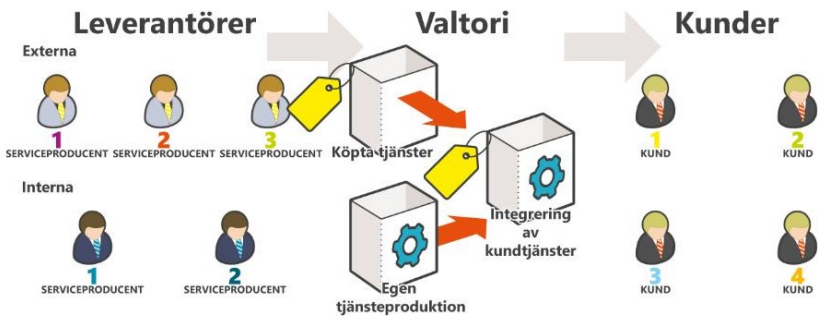 Leverantörer
Valtori
Kunder
Externa
1
SERVICEPRODUCENT
2
SERVICEPRODUCENT
3
SERVICEPRODUCENT
Köpta tjänster
1
KUND
2
KUND
Interna
1
SERVICEPRODUCENT
2
SERVICEPRODUCENT
Egen
tjänsteproduktion
Integrering
av
kundtjänster
3
KUND
4
KUND